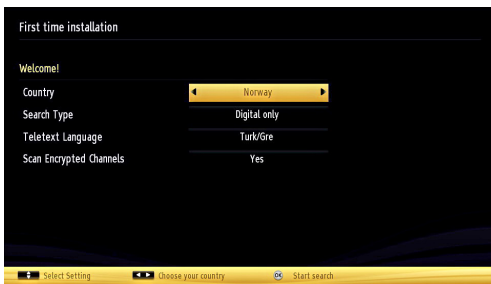 First time installation
Welcome!
Country Norway
Search Type Digital only
Teletext Language Turk/Gre
Scan Encrypted Channels Yes
Select Setting Choose your country OK Start search